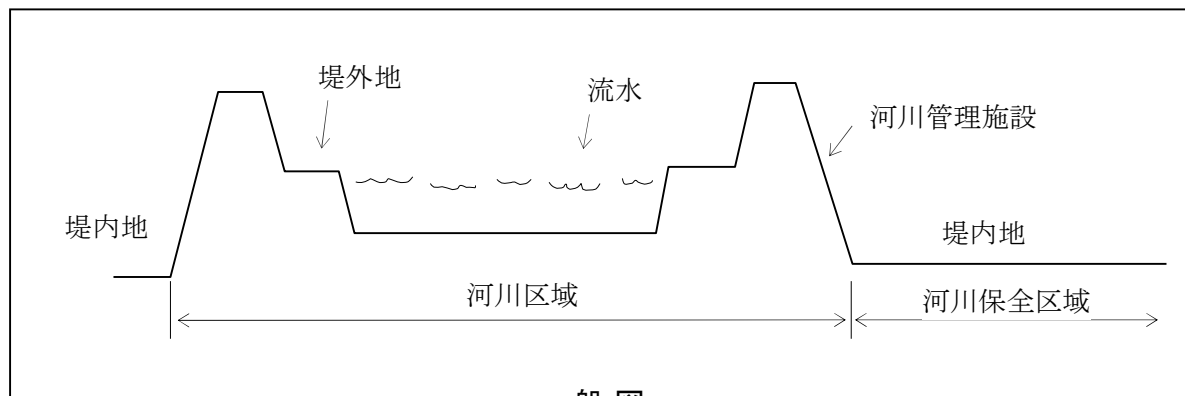 堤外地
流水
河川管理施設
堤内地
堤内地
河川区域
河川保全区域